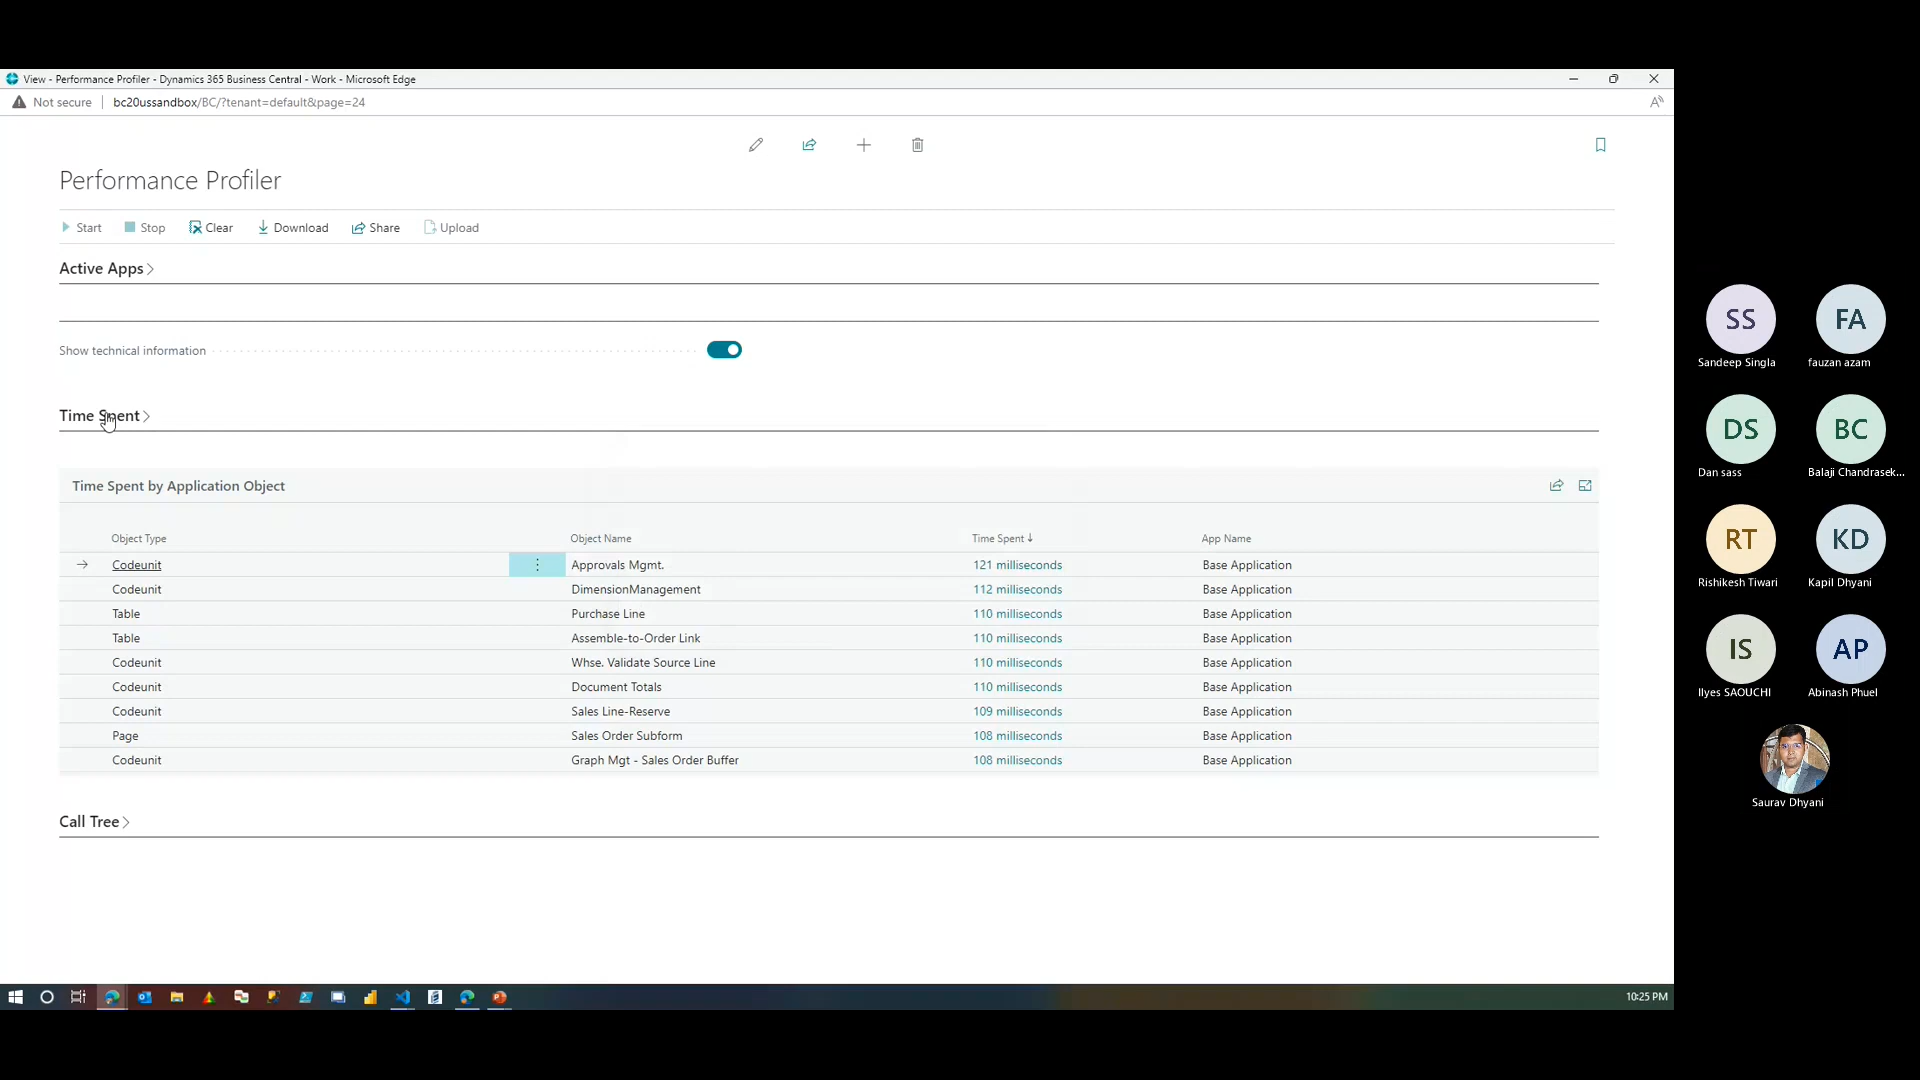 View - Performance Profiler - Dynamics 365 Business Central - Work - Microsoft Edge
Not secure | bc20ussandbox/BC/?tenant=default&page=24
Performance Profiler
Start Stop Clear Download Share Upload
Active Apps
Show technical information
Time Spent
Time Spent by Application Object
Object Type Object Name Time Spent↓ App Name
Codeunit Approvals Mgmt. 121 milliseconds Base Application
Codeunit DimensionManagement 112 milliseconds Base Application
Table Purchase Line 110 milliseconds Base Application
Table Assemble-to-Order Link 110 milliseconds Base Application
Codeunit Whse. Validate Source Line 110 milliseconds Base Application
Codeunit Document Totals 110 milliseconds Base Application
Codeunit Sales Line-Reserve 109 milliseconds Base Application
Page Sales Order Subform 108 milliseconds Base Application
Codeunit Graph Mgt - Sales Order Buffer 108 milliseconds Base Application
Call Tree
10:25 PM
SS FA
Sandeep Singla fauzan azam
DS BC
Dan sass Balaji Chandrasek...
RT KD
Rishikesh Tiwari Kapil Dhyani
IS AP
Ilyes SAOUCHI Abinash Phuel
Saurav Dhyani